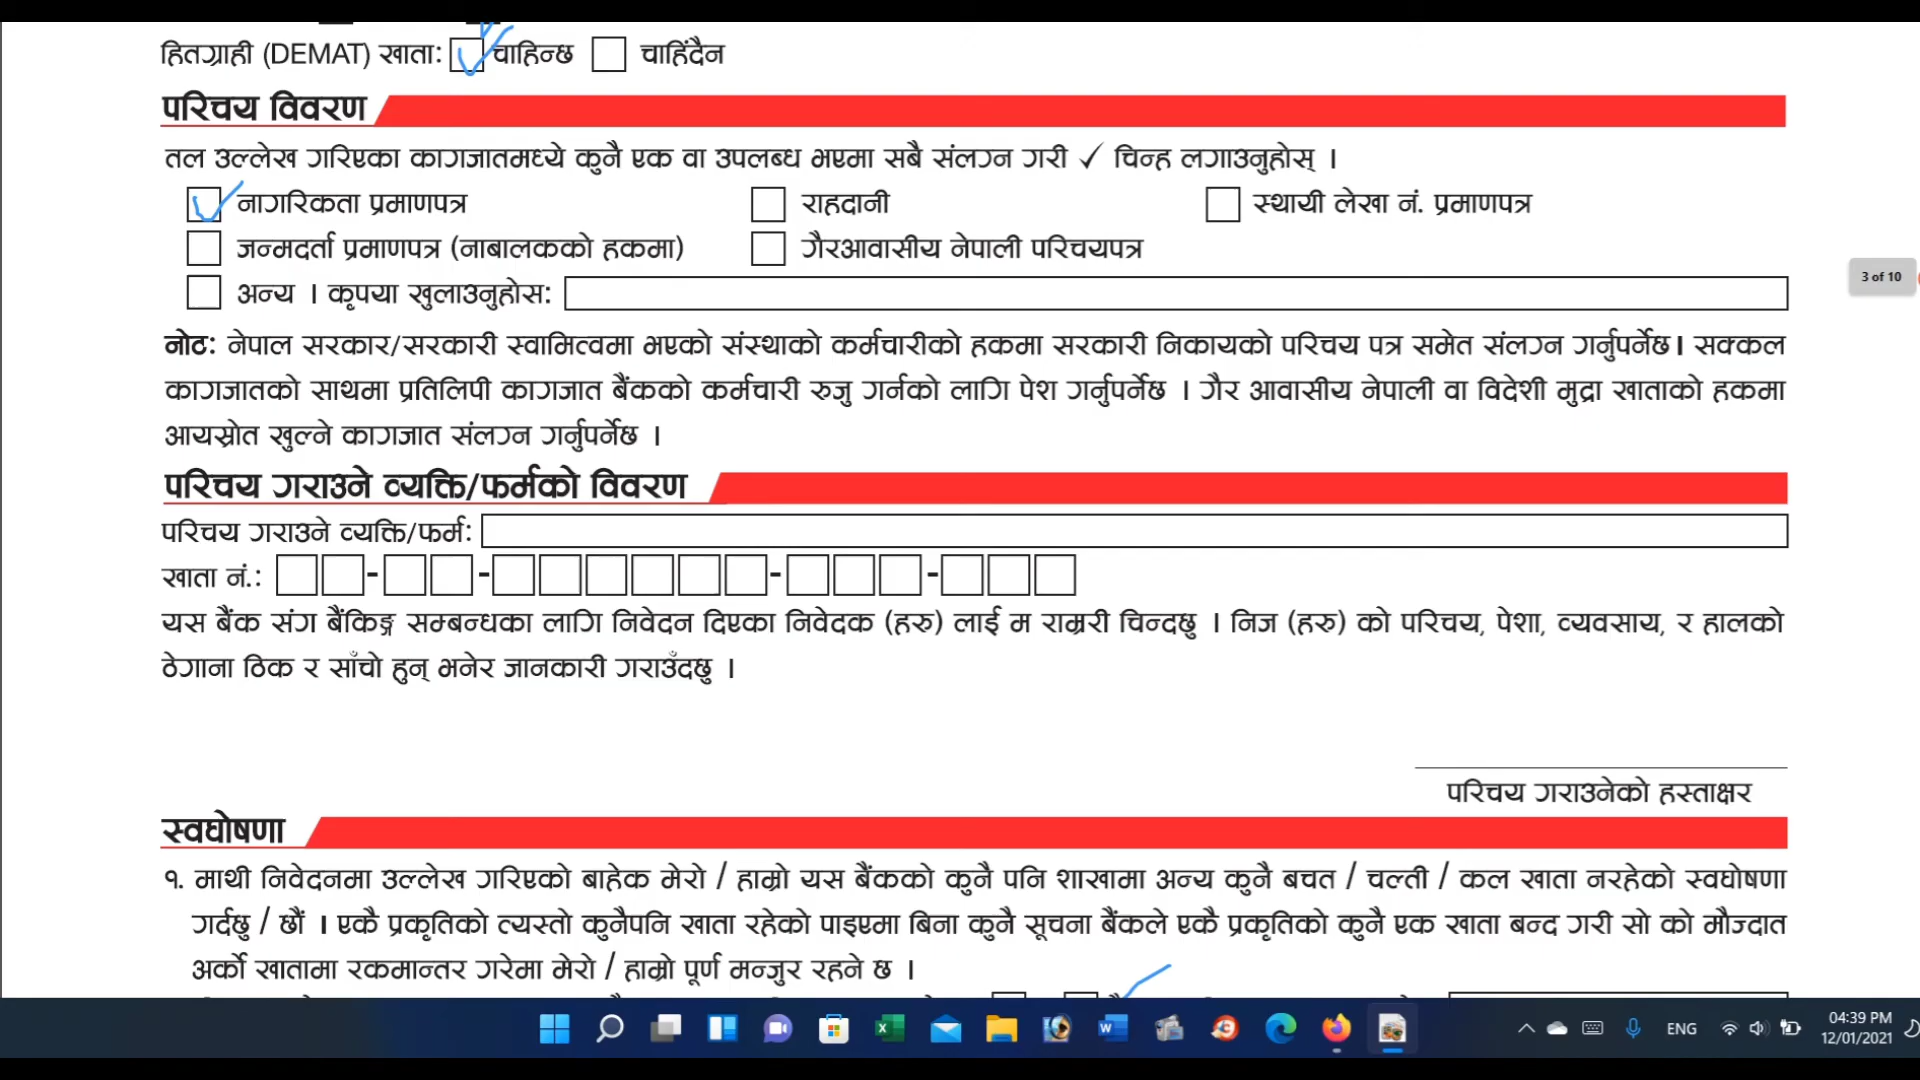 हितग्राही (DEMAT) खाता: चाहिन्छ चाहिंदैन
परिचय विवरण
तल उल्लेख गरिएका कागजातमध्ये कुनै एक वा उपलब्ध भएमा सबै संलग्न गरी ✓ चिन्ह लगाउनुहोस् ।
नागरिकता प्रमाणपत्र राहदानी स्थायी लेखा नं. प्रमाणपत्र
जन्मदर्ता प्रमाणपत्र (नाबालकको हकमा) गैरआवासीय नेपाली परिचयपत्र
अन्य । कृपया खुलाउनुहोस:
3 of 10
नोट: नेपाल सरकार/सरकारी स्वामित्वमा भएको संस्थाको कर्मचारीको हकमा सरकारी निकायको परिचय पत्र समेत संलग्न गर्नुपर्नेछ। सक्कल
कागजातको साथमा प्रतिलिपी कागजात बैंकको कर्मचारी रुजु गर्नको लागि पेश गर्नुपर्नेछ । गैर आवासीय नेपाली वा विदेशी मुद्रा खाताको हकमा
आयस्रोत खुल्ने कागजात संलग्न गर्नुपर्नेछ ।
परिचय गराउने व्यक्ति/फर्मको विवरण
परिचय गराउने व्यक्ति/फर्म:
खाता नं.: - - - -
यस बैंक संग बैंकिङ्ग सम्बन्धका लागि निवेदन दिएका निवेदक (हरु) लाई म राम्ररी चिन्दछु । निज (हरु) को परिचय, पेशा, व्यवसाय, र हालको
ठेगाना ठिक र साँचो हुन् भनेर जानकारी गराउँदछु ।
परिचय गराउनेको हस्ताक्षर
स्वघोषणा
१. माथी निवेदनमा उल्लेख गरिएको बाहेक मेरो / हाम्रो यस बैंकको कुनै पनि शाखामा अन्य कुनै बचत / चल्ती / कल खाता नरहेको स्वघोषणा
गर्दछु / छौं । एकै प्रकृतिको त्यस्तो कुनैपनि खाता रहेको पाइएमा बिना कुनै सूचना बैंकले एकै प्रकृतिको कुनै एक खाता बन्द गरी सो को मौज्दात
अर्को खातामा रकमान्तर गरेमा मेरो / हाम्रो पूर्ण मन्जुर रहने छ ।
ENG
04:39 PM
12/01/2021